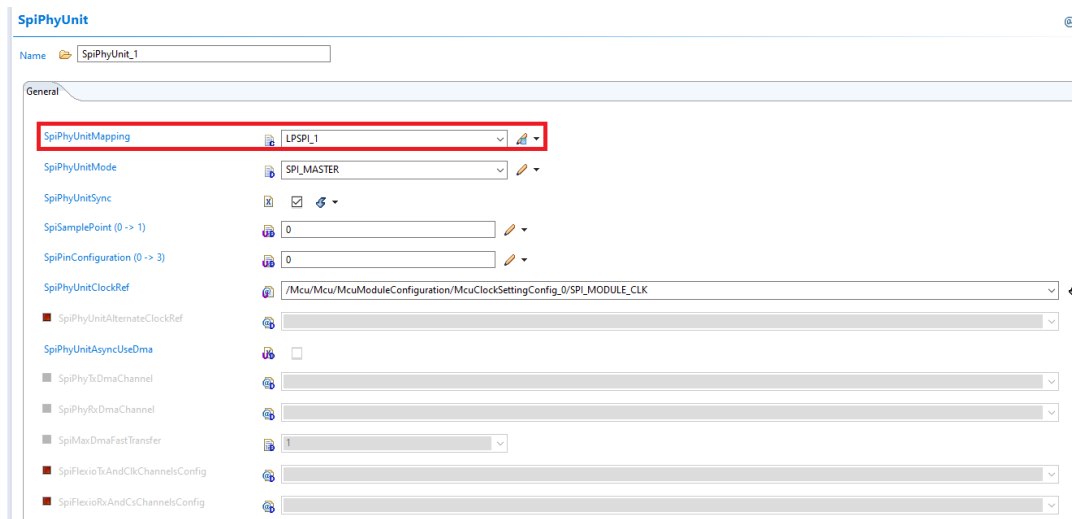 SpiPhyUnit
Name SpiPhyUnit_1
General
SpiPhyUnitMapping LPSPI_1
SpiPhyUnitMode SPI_MASTER
SpiPhyUnitSync
SpiSamplePoint (0 -> 1) 0
SpiPinConfiguration (0 -> 3) 0
SpiPhyUnitClockRef /Mcu/Mcu/McuModuleConfiguration/McuClockSettingConfig_0/SPI_MODULE_CLK
SpiPhyUnitAlternateClockRef
SpiPhyUnitAsyncUseDma
SpiPhyTxDmaChannel
SpiPhyRxDmaChannel
SpiMaxDmaFastTransfer 1
SpiFlexioTxAndClkChannelsConfig
SpiFlexioRxAndCsChannelsConfig